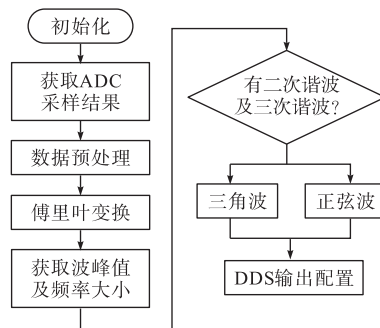 初始化
获取ADC
采样结果
数据预处理
傅里叶变换
获取波峰值
及频率大小
有二次谐波
及三次谐波?
三角波
正弦波
DDS输出配置